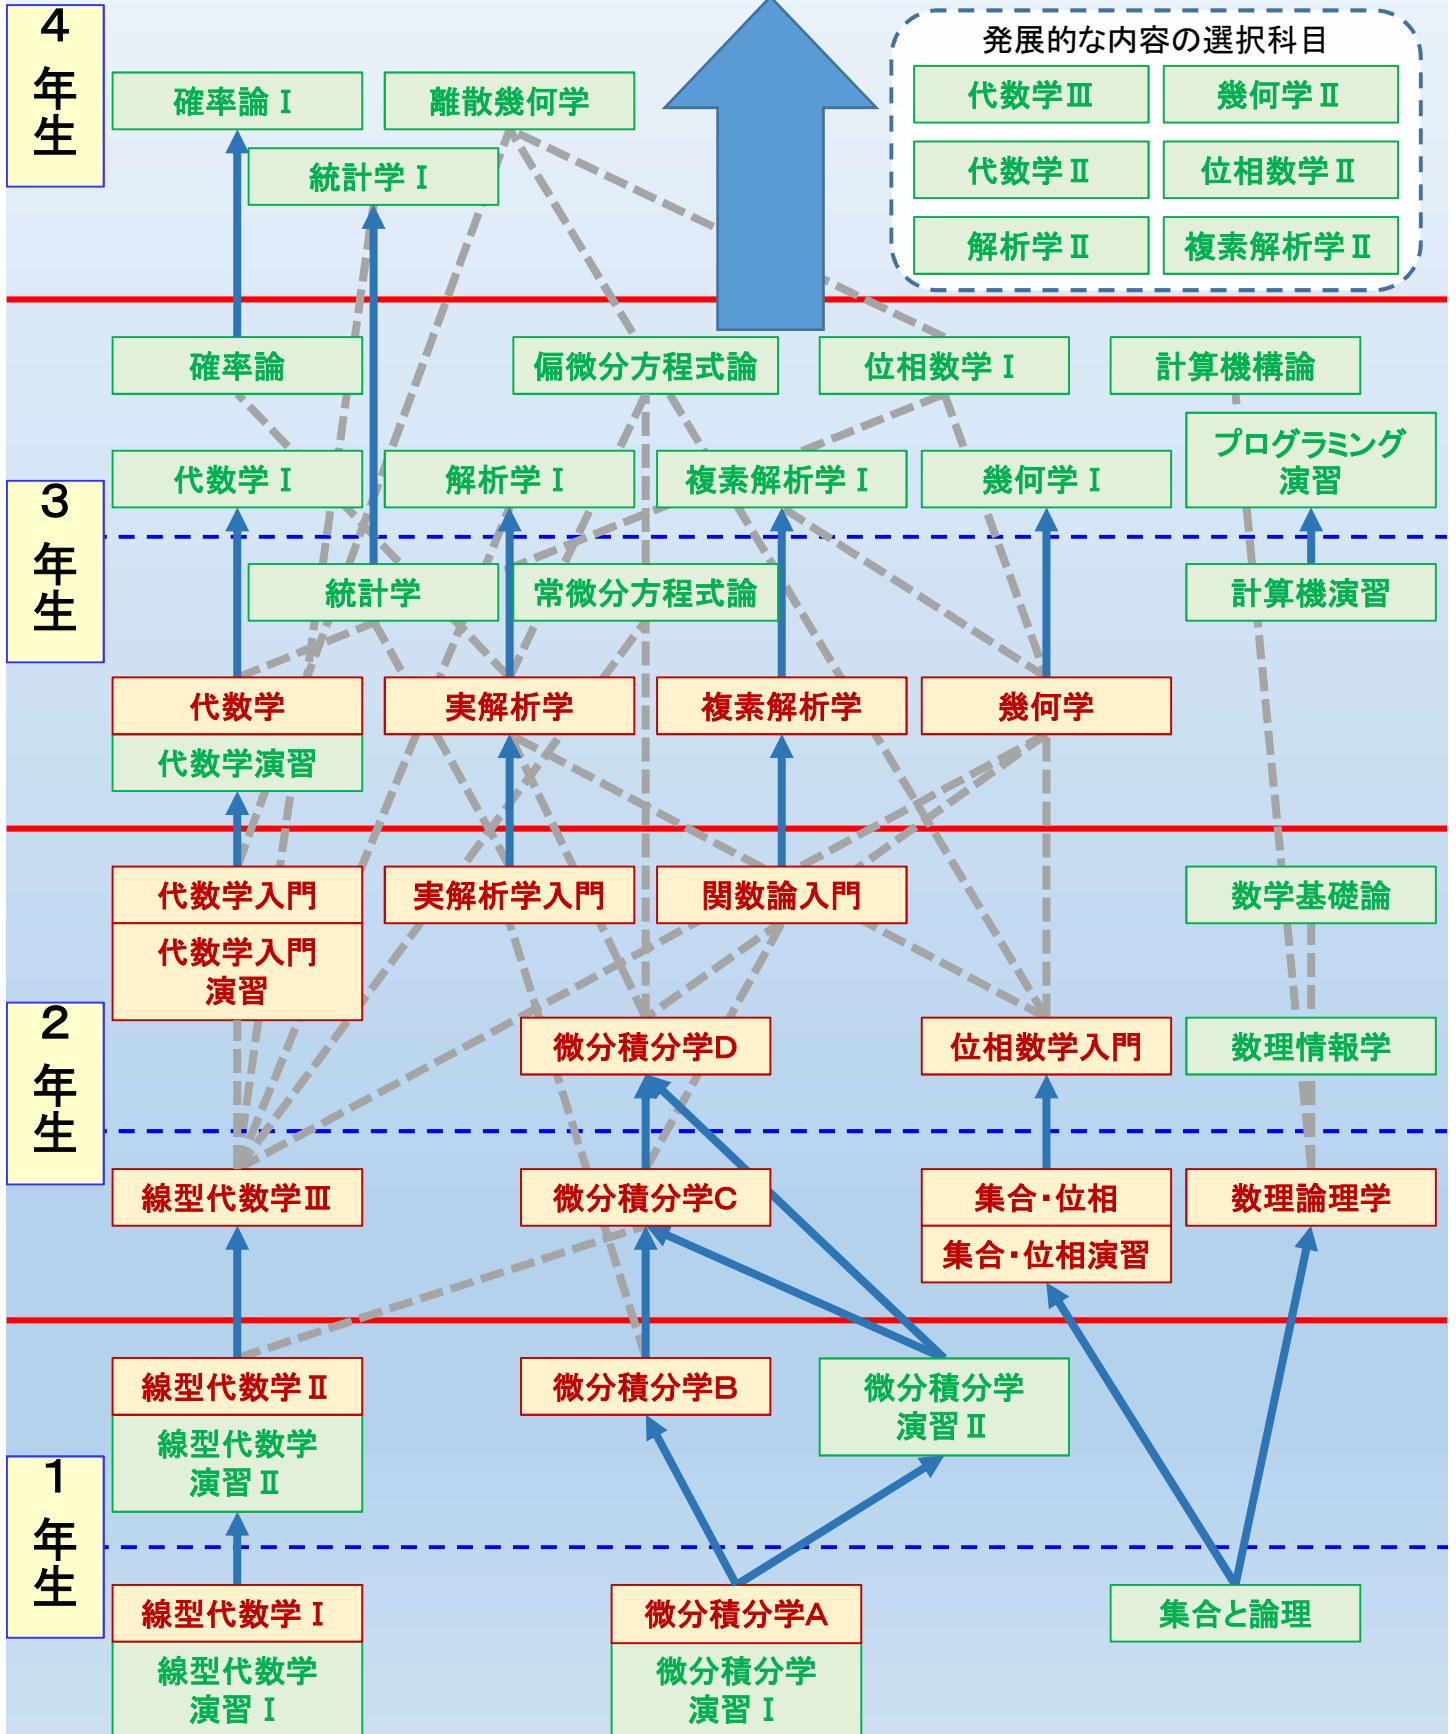 4
年
生
発展的な内容の選択科目
代数学Ⅲ
幾何学Ⅱ
代数学Ⅱ
位相数学Ⅱ
解析学Ⅱ
複素解析学Ⅱ
確率論Ⅰ
離散幾何学
統計学Ⅰ
3
年
生
確率論
偏微分方程式論
位相数学Ⅰ
計算機構論
プログラミング
演習
代数学Ⅰ
解析学Ⅰ
複素解析学Ⅰ
幾何学Ⅰ
統計学
常微分方程式論
計算機演習
代数学
実解析学
複素解析学
幾何学
代数学演習
2
年
生
代数学入門
実解析学入門
関数論入門
数学基礎論
代数学入門
演習
微分積分学D
位相数学入門
数理情報学
線型代数学Ⅲ
微分積分学C
集合・位相
数理論理学
集合・位相演習
1
年
生
線型代数学Ⅱ
微分積分学B
微分積分学
演習Ⅱ
線型代数学
演習Ⅱ
線型代数学Ⅰ
微分積分学A
集合と論理
線型代数学
演習Ⅰ
微分積分学
演習Ⅰ